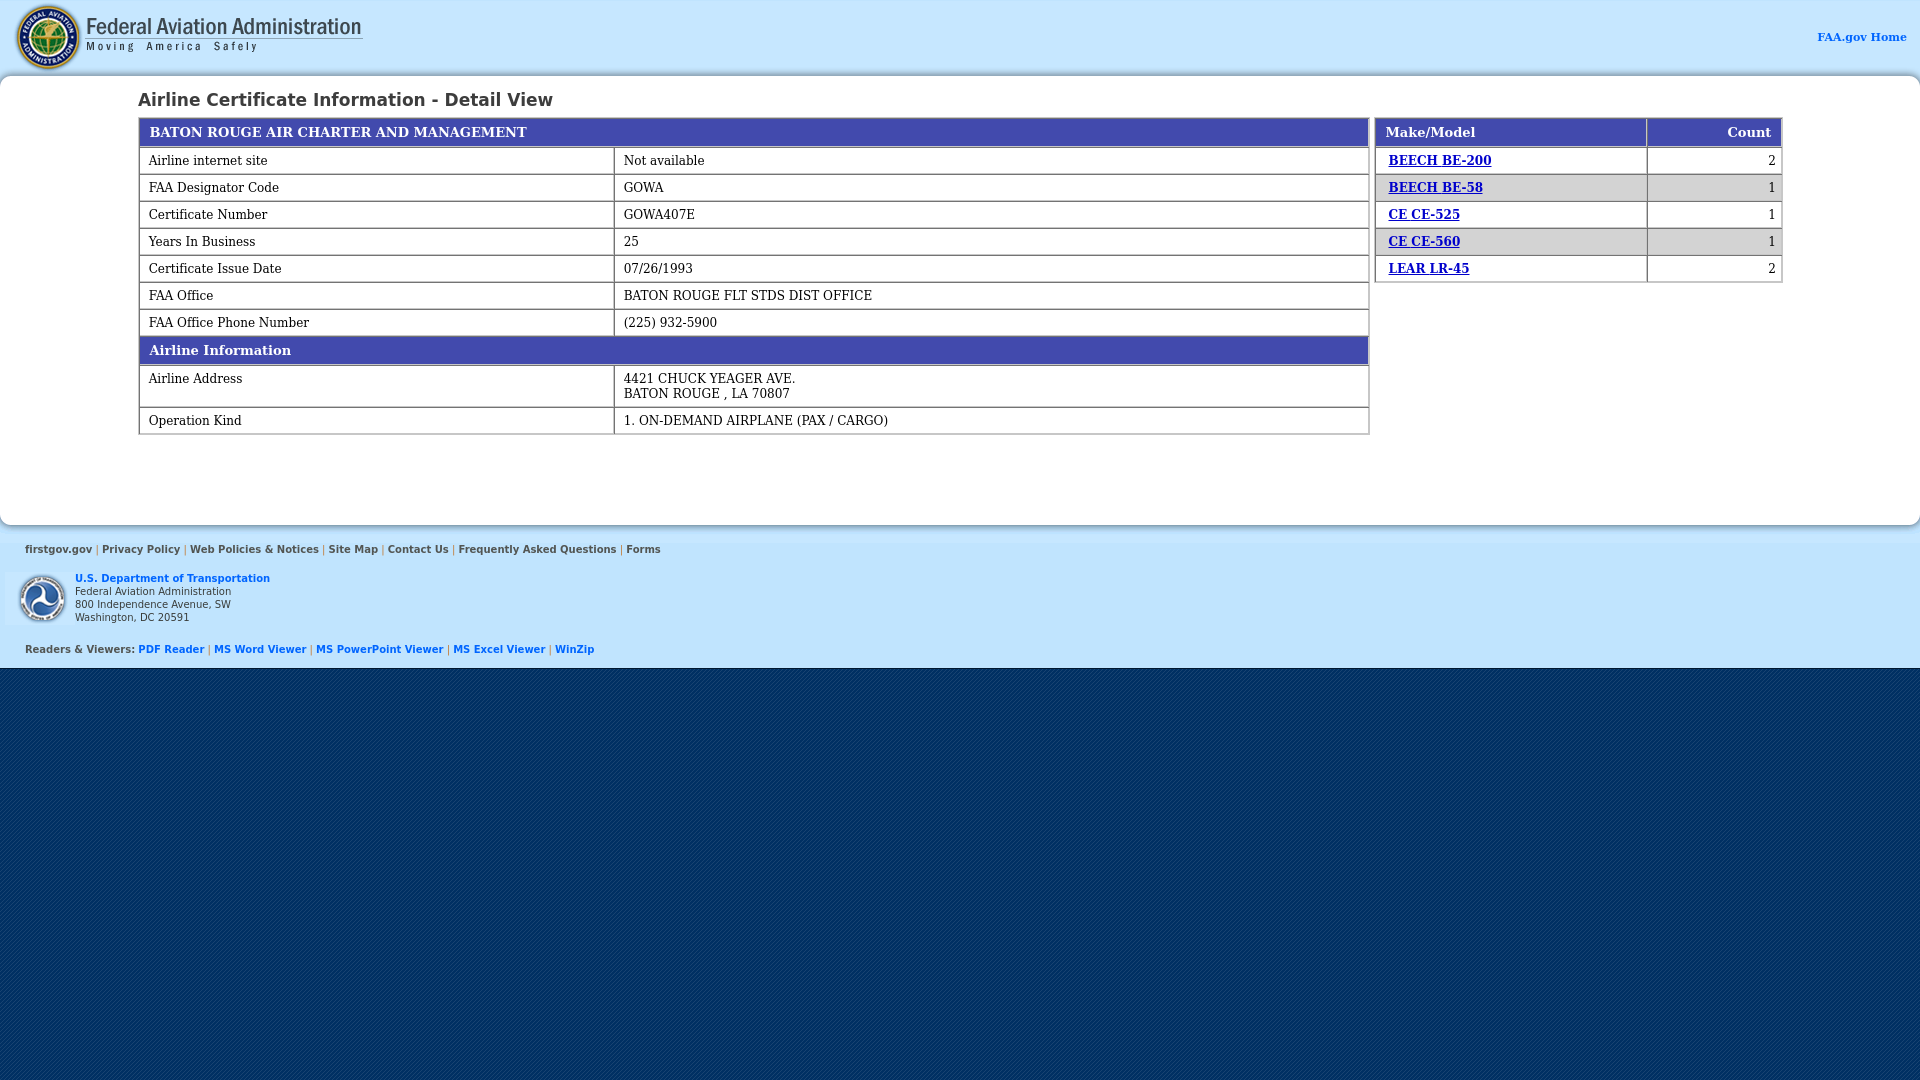 Federal Aviation Administration
Moving America Safely
FAA.gov Home
Airline Certificate Information - Detail View
BATON ROUGE AIR CHARTER AND MANAGEMENT
Airline internet site Not available
FAA Designator Code GOWA
Certificate Number GOWA407E
Years In Business 25
Certificate Issue Date 07/26/1993
FAA Office BATON ROUGE FLT STDS DIST OFFICE
FAA Office Phone Number (225) 932-5900
Airline Information
Airline Address 4421 CHUCK YEAGER AVE.
BATON ROUGE , LA 70807
Operation Kind 1. ON-DEMAND AIRPLANE (PAX / CARGO)
Make/Model Count
BEECH BE-200 2
BEECH BE-58 1
CE CE-525 1
CE CE-560 1
LEAR LR-45 2
firstgov.gov | Privacy Policy | Web Policies & Notices | Site Map | Contact Us | Frequently Asked Questions | Forms
U.S. Department of Transportation
Federal Aviation Administration
800 Independence Avenue, SW
Washington, DC 20591
Readers & Viewers: PDF Reader | MS Word Viewer | MS PowerPoint Viewer | MS Excel Viewer | WinZip